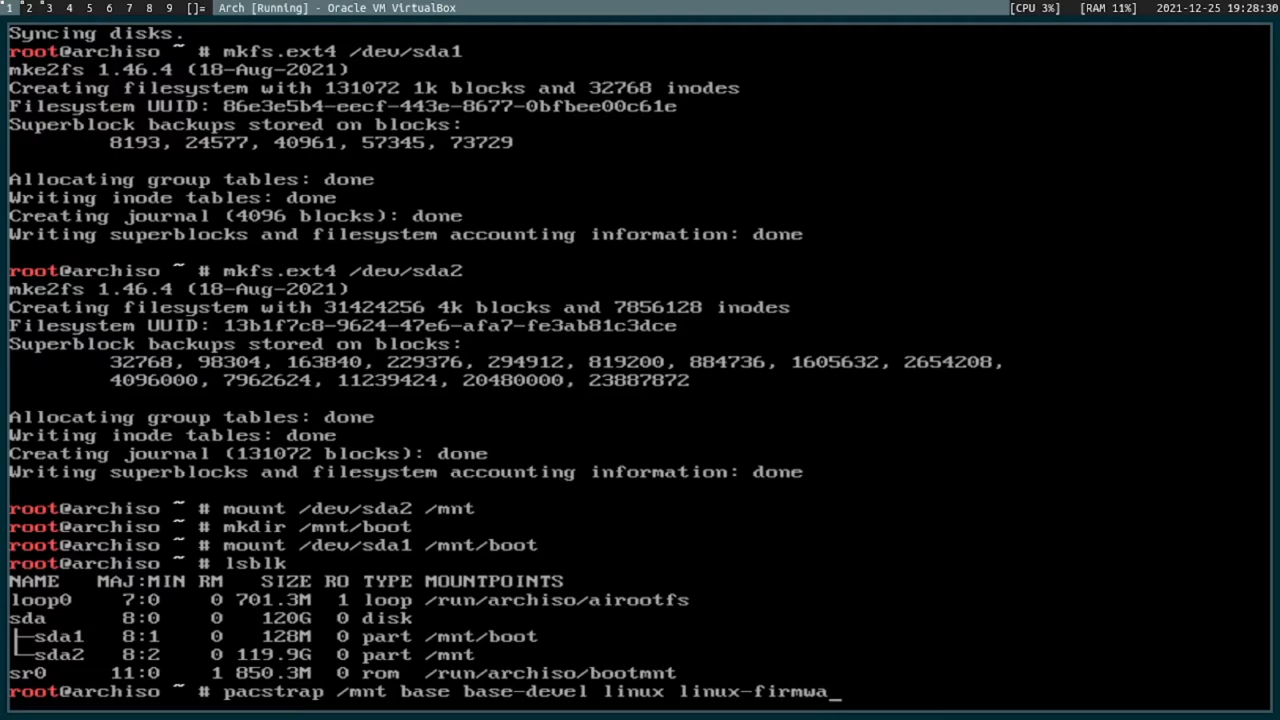 1 2 3 4 5 6 7 8 9 []= Arch [Running] - Oracle VM VirtualBox [CPU 3%] [RAM 11%] 2021-12-25 19:28:30
Syncing disks.
root@archiso ~ # mkfs.ext4 /dev/sda1
mke2fs 1.46.4 (18-Aug-2021)
Creating filesystem with 131072 1k blocks and 32768 inodes
Filesystem UUID: 86e3e5b4-eecf-443e-8677-0bfbee00c61e
Superblock backups stored on blocks:
8193, 24577, 40961, 57345, 73729
Allocating group tables: done
Writing inode tables: done
Creating journal (4096 blocks): done
Writing superblocks and filesystem accounting information: done
root@archiso ~ # mkfs.ext4 /dev/sda2
mke2fs 1.46.4 (18-Aug-2021)
Creating filesystem with 31424256 4k blocks and 7856128 inodes
Filesystem UUID: 13b1f7c8-9624-47e6-afa7-fe3ab81c3dce
Superblock backups stored on blocks:
32768, 98304, 163840, 229376, 294912, 819200, 884736, 1605632, 2654208,
4096000, 7962624, 11239424, 20480000, 23887872
Allocating group tables: done
Writing inode tables: done
Creating journal (131072 blocks): done
Writing superblocks and filesystem accounting information: done
root@archiso ~ # mount /dev/sda2 /mnt
root@archiso ~ # mkdir /mnt/boot
root@archiso ~ # mount /dev/sda1 /mnt/boot
root@archiso ~ # lsblk
NAME MAJ:MIN RM SIZE RO TYPE MOUNTPOINTS
loop0 7:0 0 701.3M 1 loop /run/archiso/airootfs
sda 8:0 0 120G 0 disk
├─sda1 8:1 0 128M 0 part /mnt/boot
└─sda2 8:2 0 119.9G 0 part /mnt
sr0 11:0 1 850.3M 0 rom /run/archiso/bootmnt
root@archiso ~ # pacstrap /mnt base base-devel linux linux-firmwa_